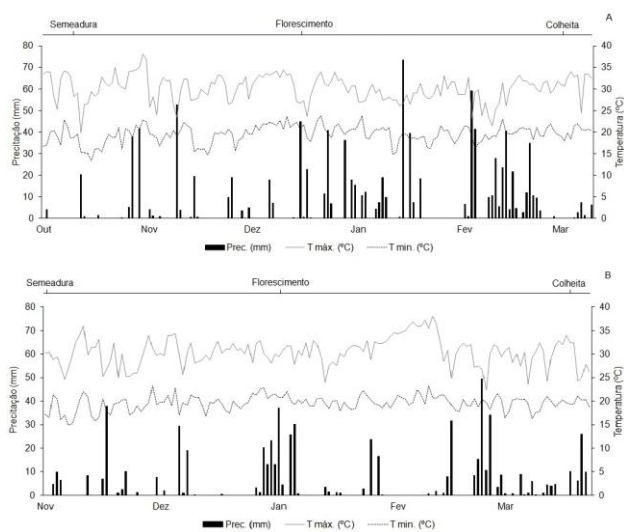 Semeadura Florescimento Colheita A
80 40
70 35
60 30
50 25
40 20
30 15
20 10
10 5
0 0
Precitação (mm)
Temperatura (ºC)
Out Nov Dez Jan Fev Mar
Prec. (mm) T máx. (ºC) T min. (ºC)
Semeadura Florescimento Colheita B
80 40
70 35
60 30
50 25
40 20
30 15
20 10
10 5
0 0
Precitação (mm)
Temperatura (ºC)
Nov Dez Jan Fev Mar
Prec. (mm) T máx. (ºC) T min. (ºC)